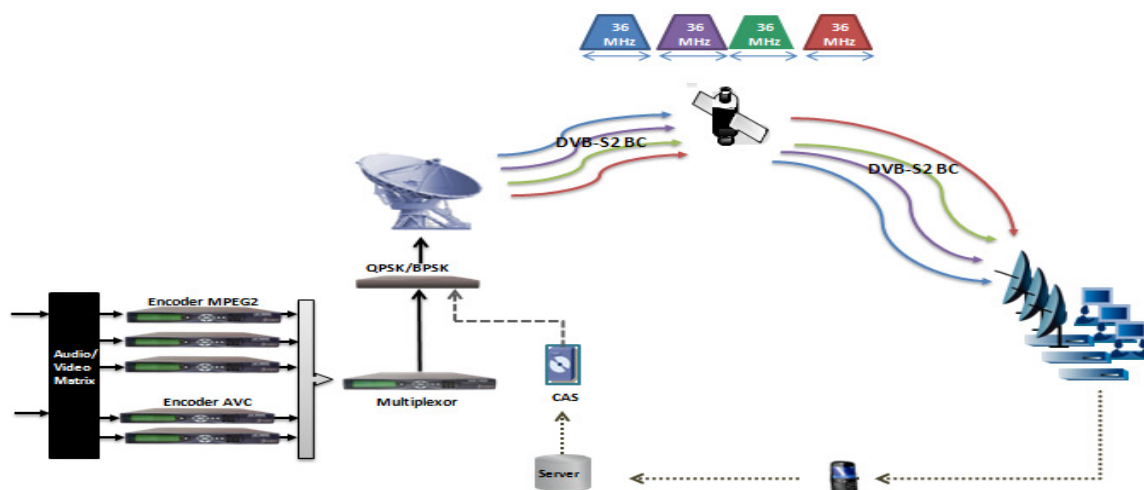 36
MHz
36
MHz
36
MHz
36
MHz
DVB-S2 BC
DVB-S2 BC
QPSK/BPSK
Encoder MPEG2
Audio/
Video
Matrix
Encoder AVC
Multiplexor
CAS
Server